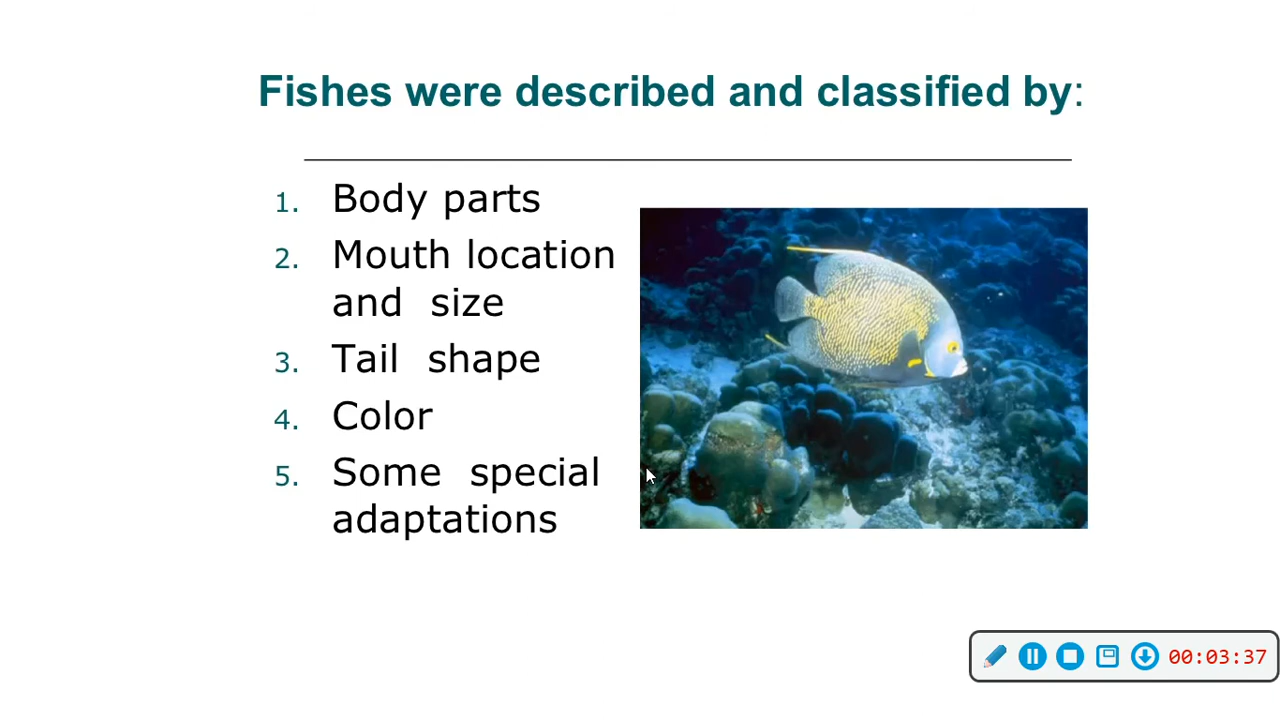 Fishes were described and classified by:
1. Body parts
2. Mouth location
and size
3. Tail shape
4. Color
5. Some special
adaptations
00:03:37